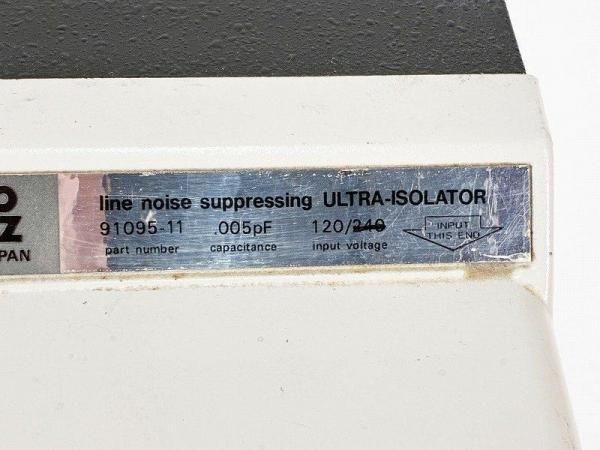 line noise suppressing ULTRA-ISOLATOR
91095-11 .005pF 120/240
part number capacitance input voltage
INPUT
THIS END
O
Z
PAN